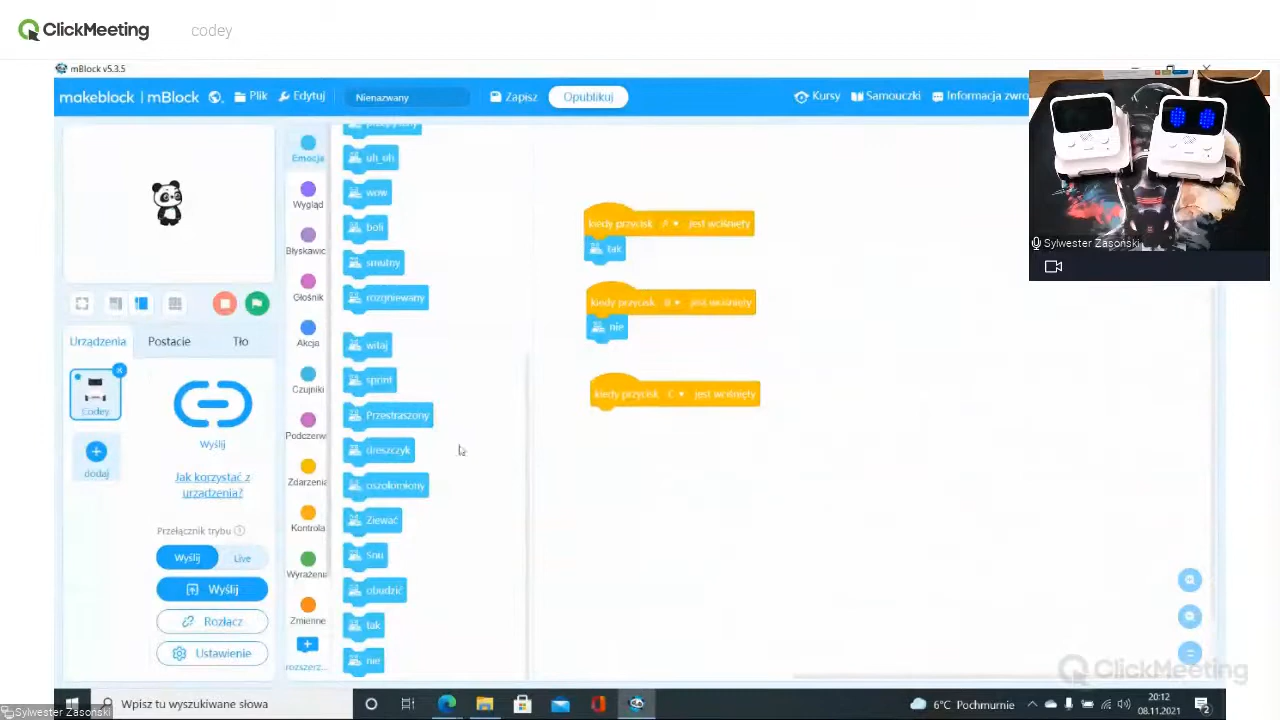 ClickMeeting codey
mBlock v5.3.5
makeblock | mBlock Plik Edytuj Nienazwany Zapisz Opublikuj Kursy Samouczki Informacja zwro
Emocja
Wygląd
Błyskawic
Głośnik
Akcja
Czujniki
Podczerw
Zdarzenia
Kontrola
Wyrażenia
Zmienne
rozszerz...
uh_oh
wow
boli
smutny
rozgniewany
witaj
sprint
Przestraszony
dreszczyk
oszołomiony
Ziewać
Snu
obudzić
tak
nie
kiedy przycisk A jest wciśnięty
tak
kiedy przycisk B jest wciśnięty
nie
kiedy przycisk C jest wciśnięty
Urządzenia Postacie Tło
Codey
dodaj
Wyślij
Jak korzystać z
urządzenia?
Przełącznik trybu
Wyślij Live
Wyślij
Rozłącz
Ustawienie
Sylwester Zasoński
ClickMeeting
Wpisz tu wyszukiwane słowa
6°C Pochmurnie
20:12
08.11.2021
2
Sylwester Zasoński